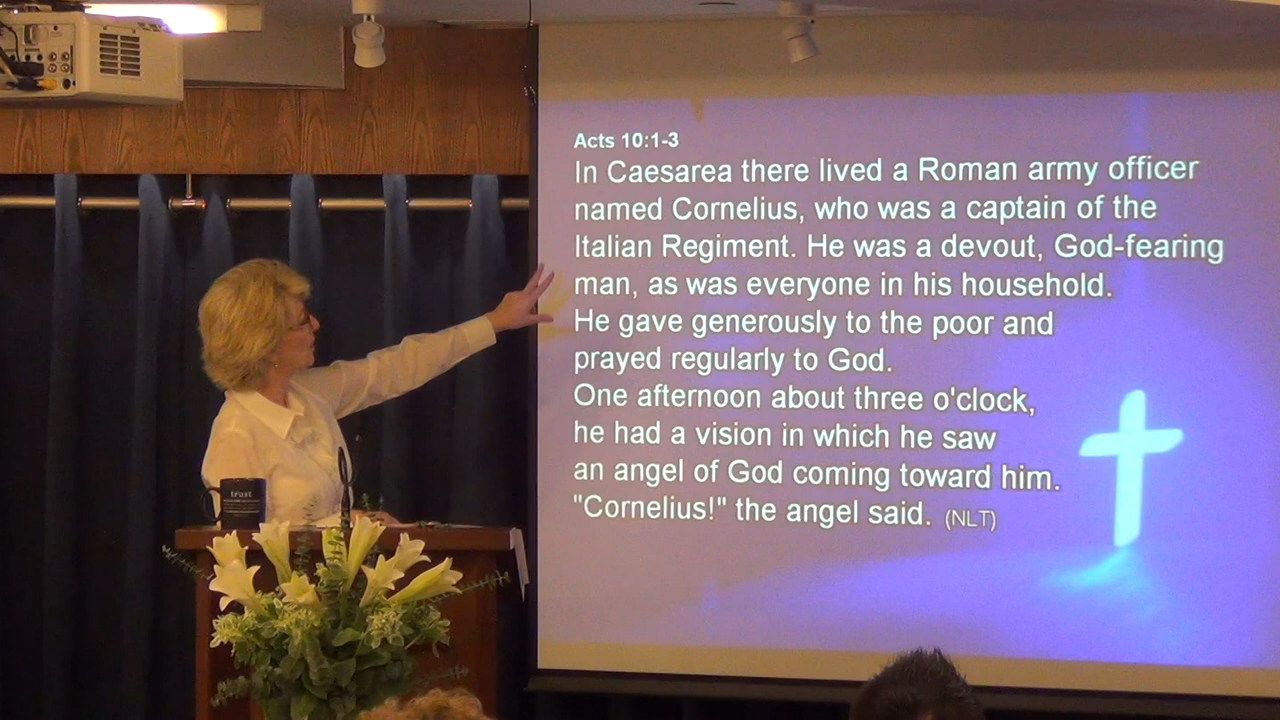 Acts 10:1-3
In Caesarea there lived a Roman army officer
named Cornelius, who was a captain of the
Italian Regiment. He was a devout, God-fearing
man, as was everyone in his household.
He gave generously to the poor and
prayed regularly to God.
One afternoon about three o'clock,
he had a vision in which he saw
an angel of God coming toward him.
"Cornelius!" the angel said. (NLT)
trust